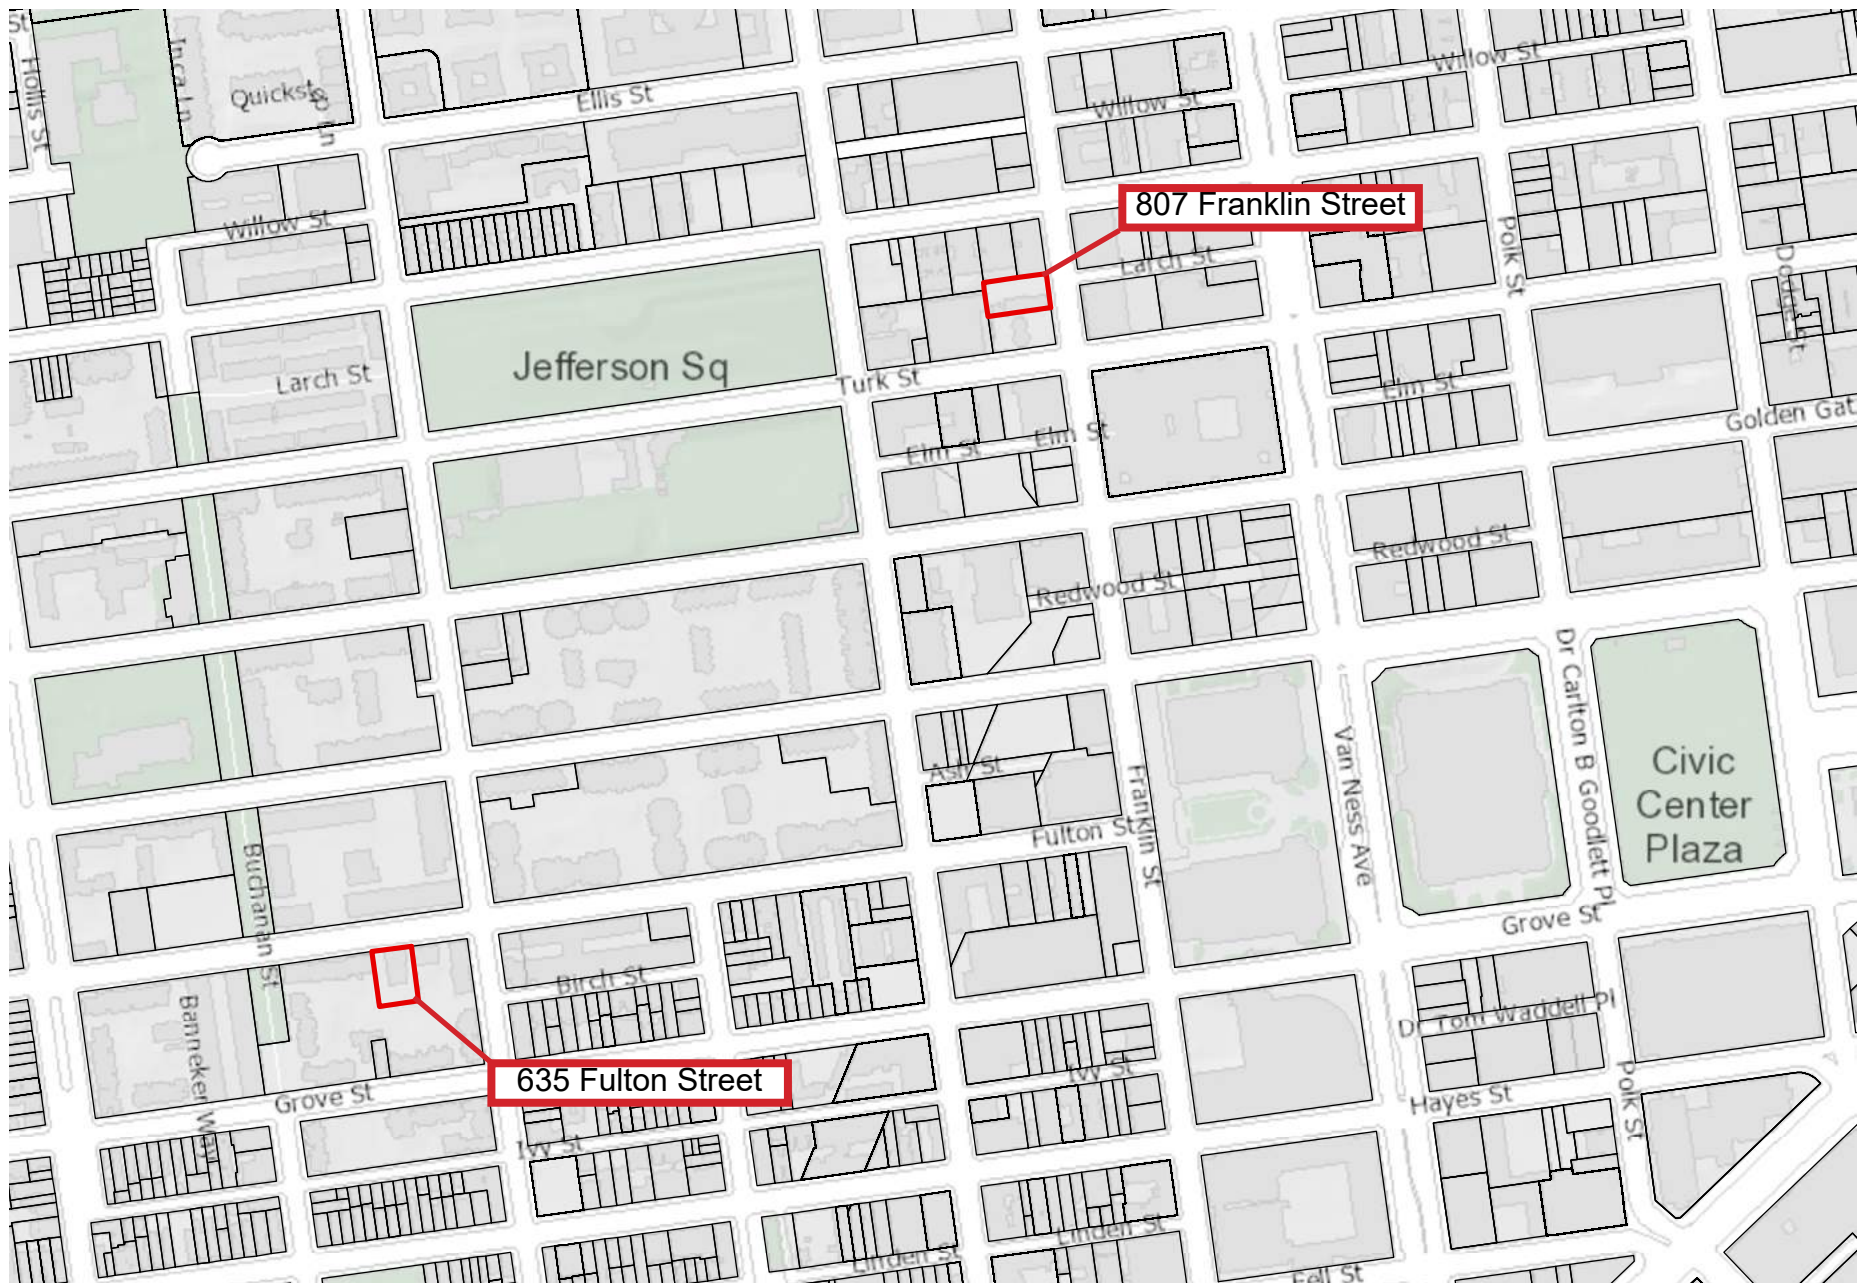 St
Hollis St
Inca Ln
Quickstep Ln
Ellis St
Willow St
Willow St
Willow St
807 Franklin Street
Polk St
Dodge St
Larch St
Jefferson Sq
Larch St
Turk St
Elm St
Golden Gat
Elm St
Elm St
Redwood St
Redwood St
Dr Carlton B Goodlett Pl
Van Ness Ave
Civic
Center
Plaza
Ash St
Franklin St
Fulton St
Buchanan St
Grove St
Birch St
Banneker Way
Dr Tom Waddell Pl
635 Fulton Street
Ivy St
Polk St
Grove St
Hayes St
Ivy St
Linden St
Linden St
Fell St